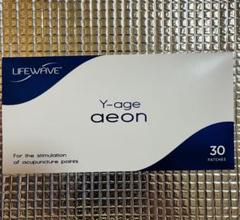 LIFEWAVE
Y-age
aeon
For the stimulation
of acupuncture points
30
PATCHES